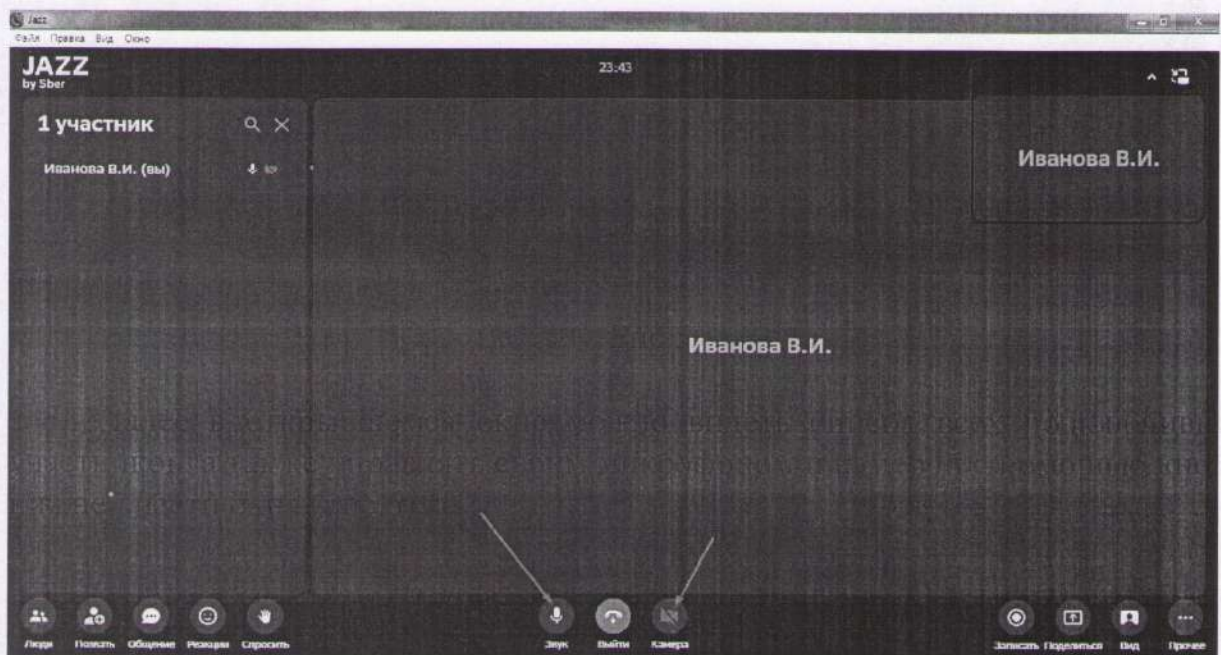 Jazz
Файл Правка Вид Окно
JAZZ
by Sber
23:43
1 участник
Иванова В.И. (вы)
Иванова В.И.
Иванова В.И.
Люди Позвать Общение Реакции Спросить
Звук Выйти Камера
Записать Поделиться Вид Прочее